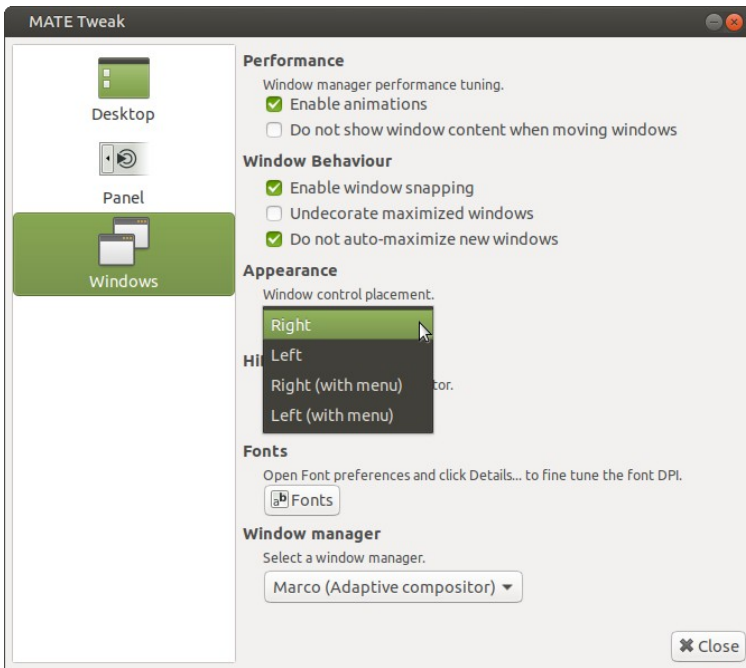 MATE Tweak
Desktop
Panel
Windows
Performance
Window manager performance tuning.
Enable animations
Do not show window content when moving windows
Window Behaviour
Enable window snapping
Undecorate maximized windows
Do not auto-maximize new windows
Appearance
Window control placement.
Right
Left
Right (with menu)
Left (with menu)
Fonts
Open Font preferences and click Details... to fine tune the font DPI.
Fonts
Window manager
Select a window manager.
Marco (Adaptive compositor)
Close